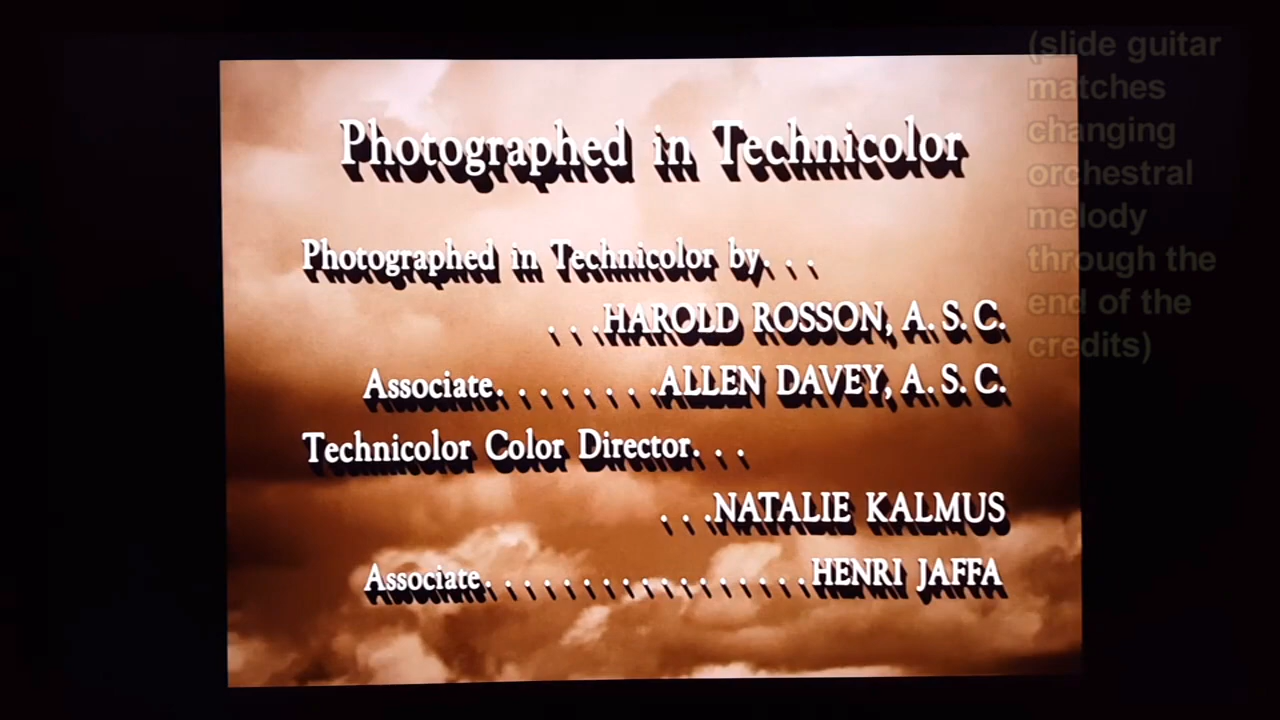 Photographed in Technicolor
Photographed in Technicolor by. . .
. . .HAROLD ROSSON, A. S. C.
Associate. . . . . . . .ALLEN DAVEY, A. S. C.
Technicolor Color Director. . .
. . .NATALIE KALMUS
Associate. . . . . . . . . . . . . . . . .HENRI JAFFA
(slide guitar
matches
changing
orchestral
melody
through the
end of the
credits)